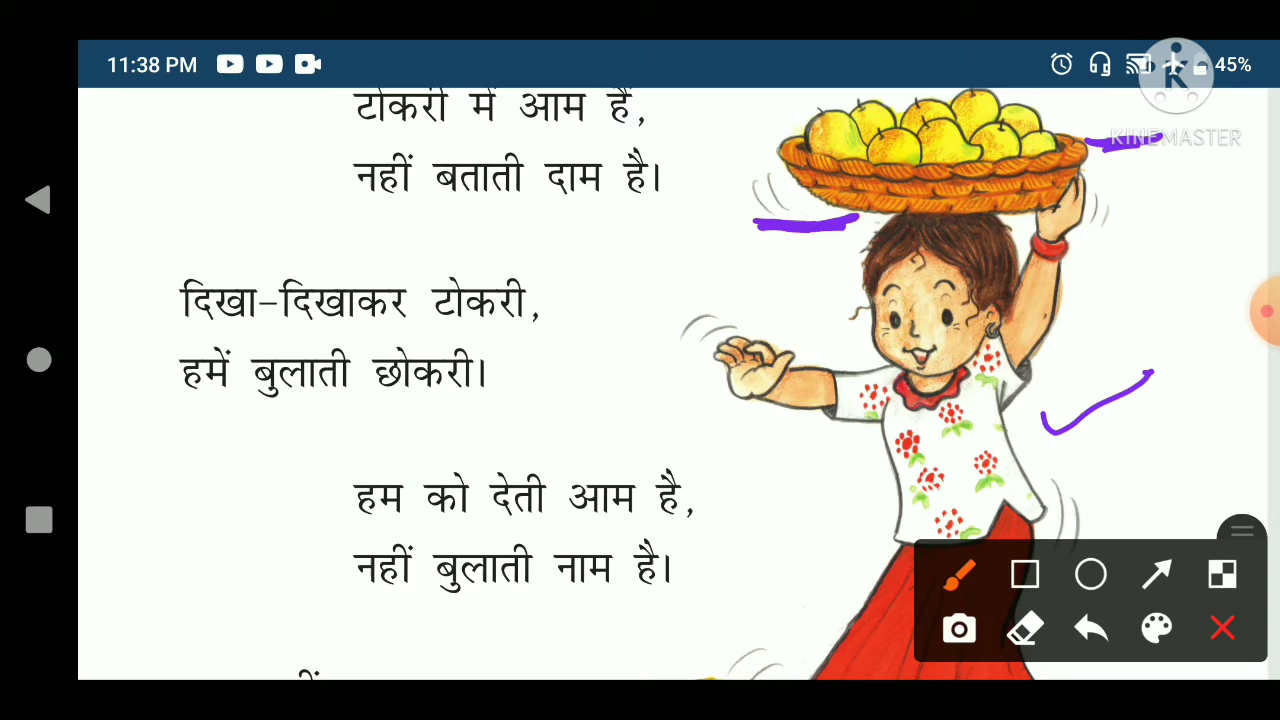 11:38 PM
45%
KINEMASTER
टोकरी में आम हैं,
नहीं बताती दाम है।
दिखा-दिखाकर टोकरी,
हमें बुलाती छोकरी।
हम को देती आम है,
नहीं बुलाती नाम है।